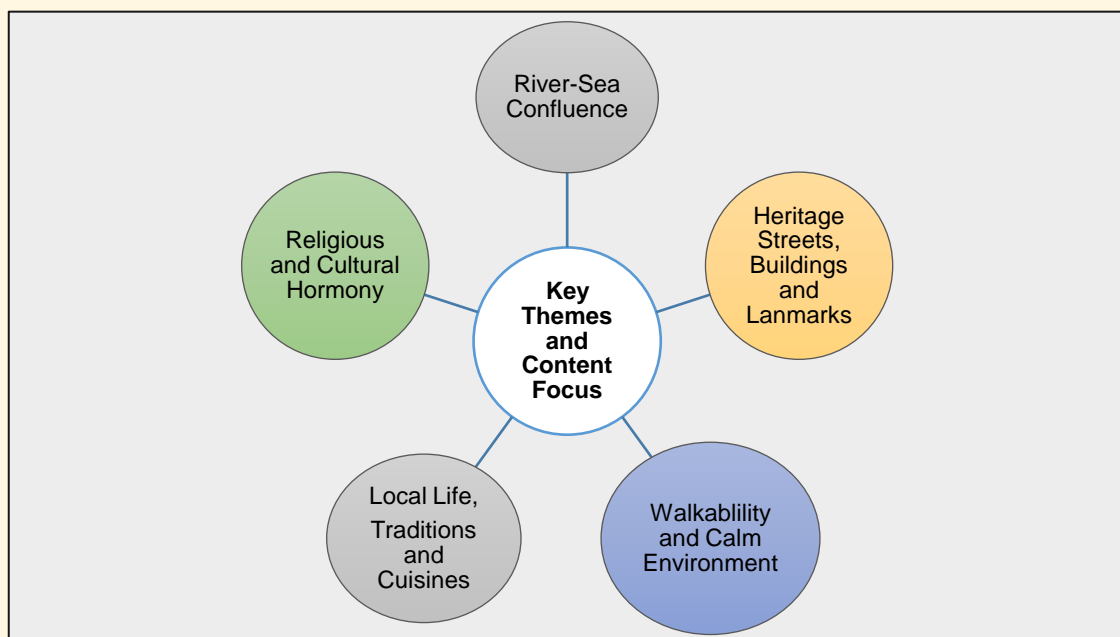 River-Sea
Confluence
Heritage
Streets,
Buildings
and
Lanmarks
Religious
and Cultural
Hormony
Key
Themes
and
Content
Focus
Local Life,
Traditions
and
Cuisines
Walkablility
and Calm
Environment